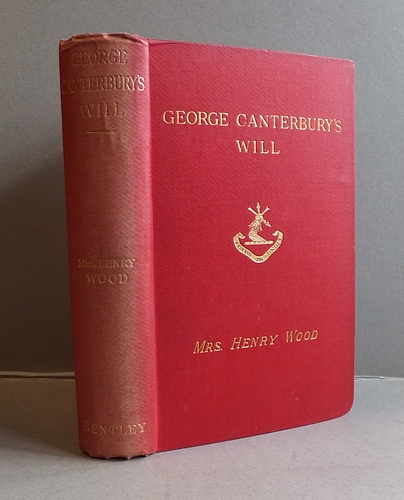 GEORGE
CANTERBURY'S
WILL
MRS. HENRY
WOOD
BENTLEY
GEORGE CANTERBURY'S
WILL
MRS. HENRY WOOD